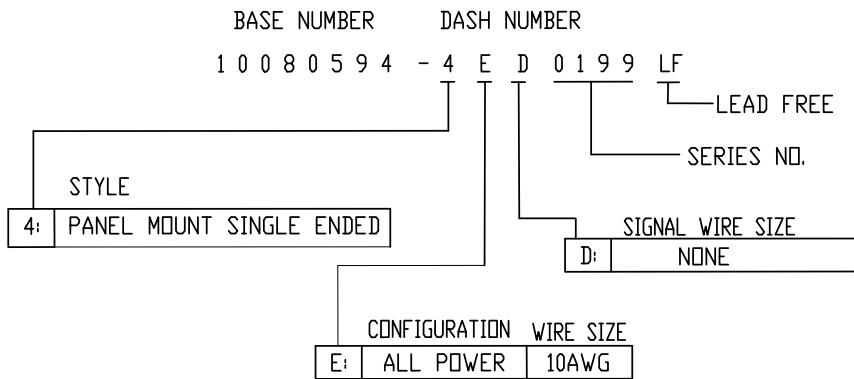 BASE NUMBER DASH NUMBER
10080594 -4 E D 0199 LF
LEAD FREE
SERIES NO.
STYLE
4: PANEL MOUNT SINGLE ENDED
SIGNAL WIRE SIZE
D: NONE
CONFIGURATION WIRE SIZE
E: ALL POWER 10AWG